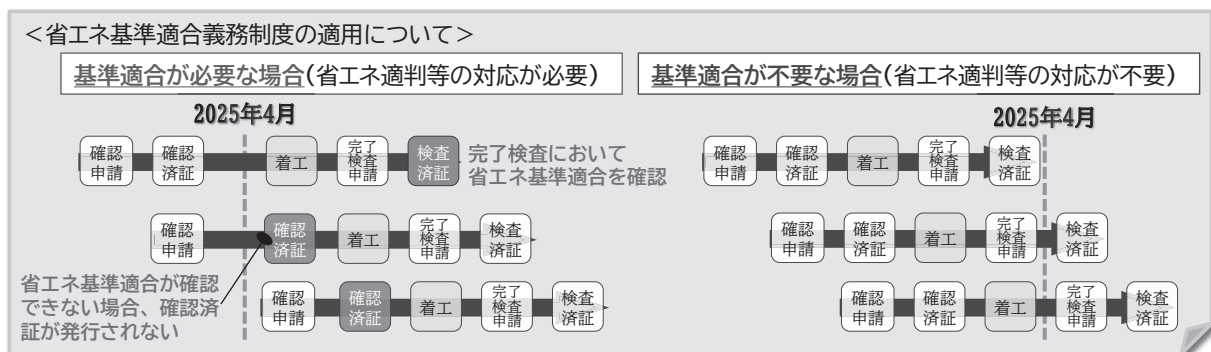 <省エネ基準適合義務制度の適用について>
基準適合が必要な場合(省エネ適判等の対応が必要)
2025年4月
確認
申請
確認
済証
着工
完了
検査
申請
検査
済証
完了検査において
省エネ基準適合を確認
確認
申請
確認
済証
着工
完了
検査
申請
検査
済証
省エネ基準適合が確認
できない場合、確認済
証が発行されない
確認
申請
確認
済証
着工
完了
検査
申請
検査
済証
基準適合が不要な場合(省エネ適判等の対応が不要)
2025年4月
確認
申請
確認
済証
着工
完了
検査
申請
検査
済証
確認
申請
確認
済証
着工
完了
検査
申請
検査
済証
確認
申請
確認
済証
着工
完了
検査
申請
検査
済証